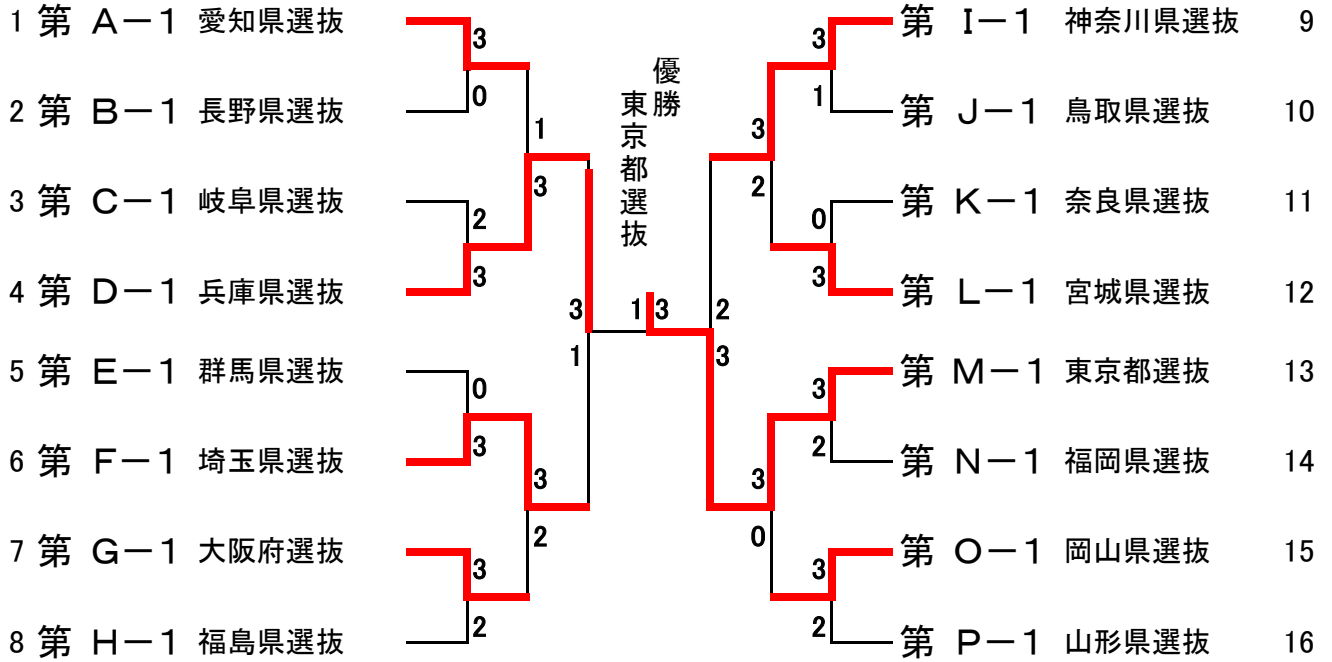 1 第 A-1 愛知県選抜
3
0
2 第 B-1 長野県選抜
1
3
3 第 C-1 岐阜県選抜
2
3
4 第 D-1 兵庫県選抜
3
1
5 第 E-1 群馬県選抜
0
3
6 第 F-1 埼玉県選抜
3
2
7 第 G-1 大阪府選抜
3
2
8 第 H-1 福島県選抜
優勝
東京都選抜
1 3
第 I-1 神奈川県選抜 9
3
1
第 J-1 鳥取県選抜 10
3
2
第 K-1 奈良県選抜 11
0
3
第 L-1 宮城県選抜 12
2
3
第 M-1 東京都選抜 13
3
2
第 N-1 福岡県選抜 14
3
0
第 O-1 岡山県選抜 15
3
2
第 P-1 山形県選抜 16